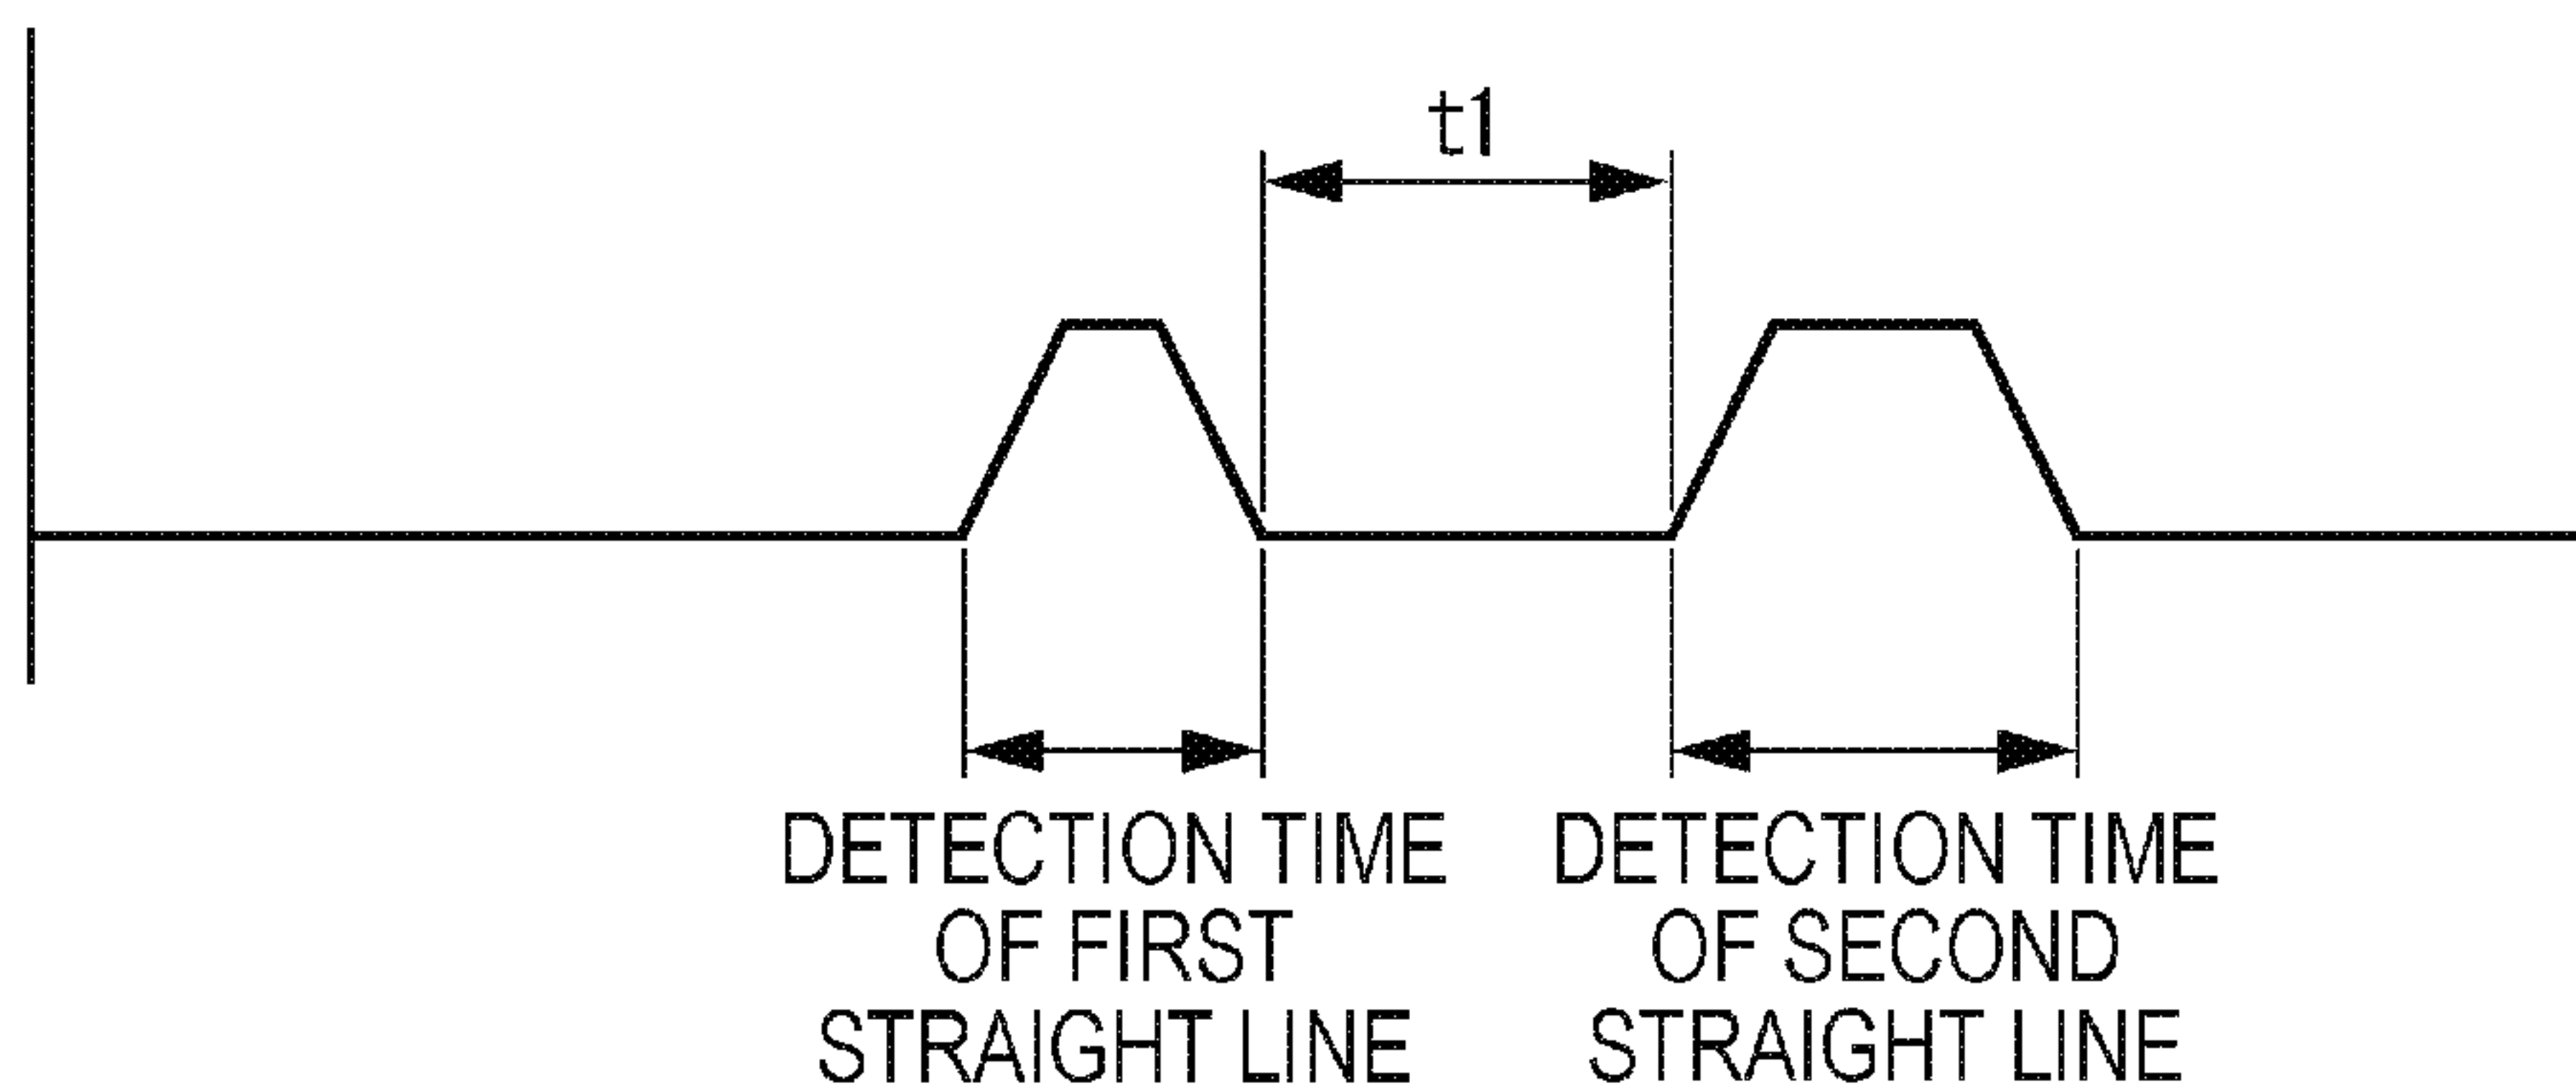 t1
DETECTION TIME
OF FIRST
STRAIGHT LINE
DETECTION TIME
OF SECOND
STRAIGHT LINE